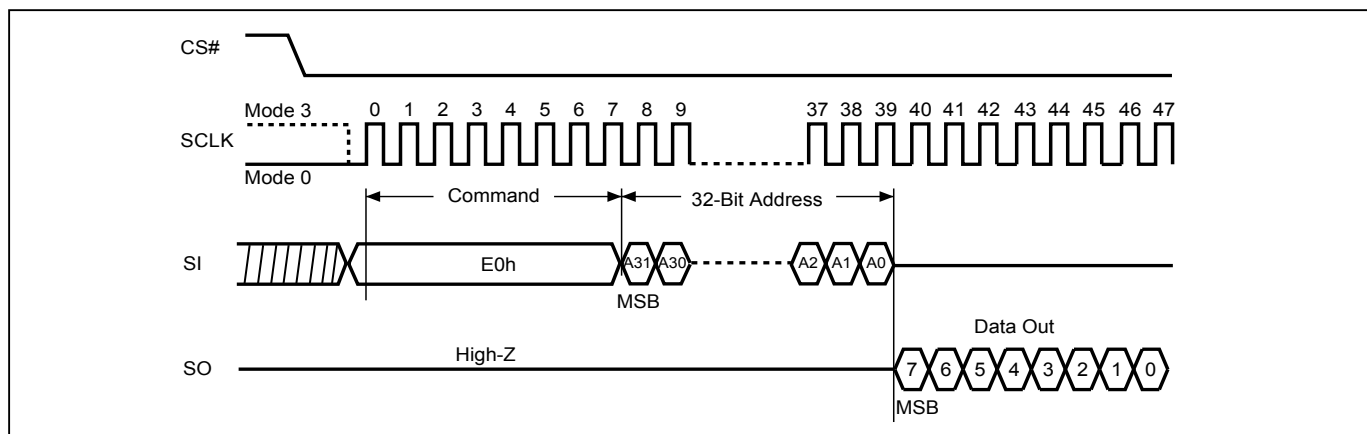 CS#
Mode 3 0 1 2 3 4 5 6 7 8 9 37 38 39 40 41 42 43 44 45 46 47
SCLK
Mode 0
Command 32-Bit Address
SI E0h A31 A30 A2 A1 A0
MSB
Data Out
High-Z
SO 7 6 5 4 3 2 1 0
MSB